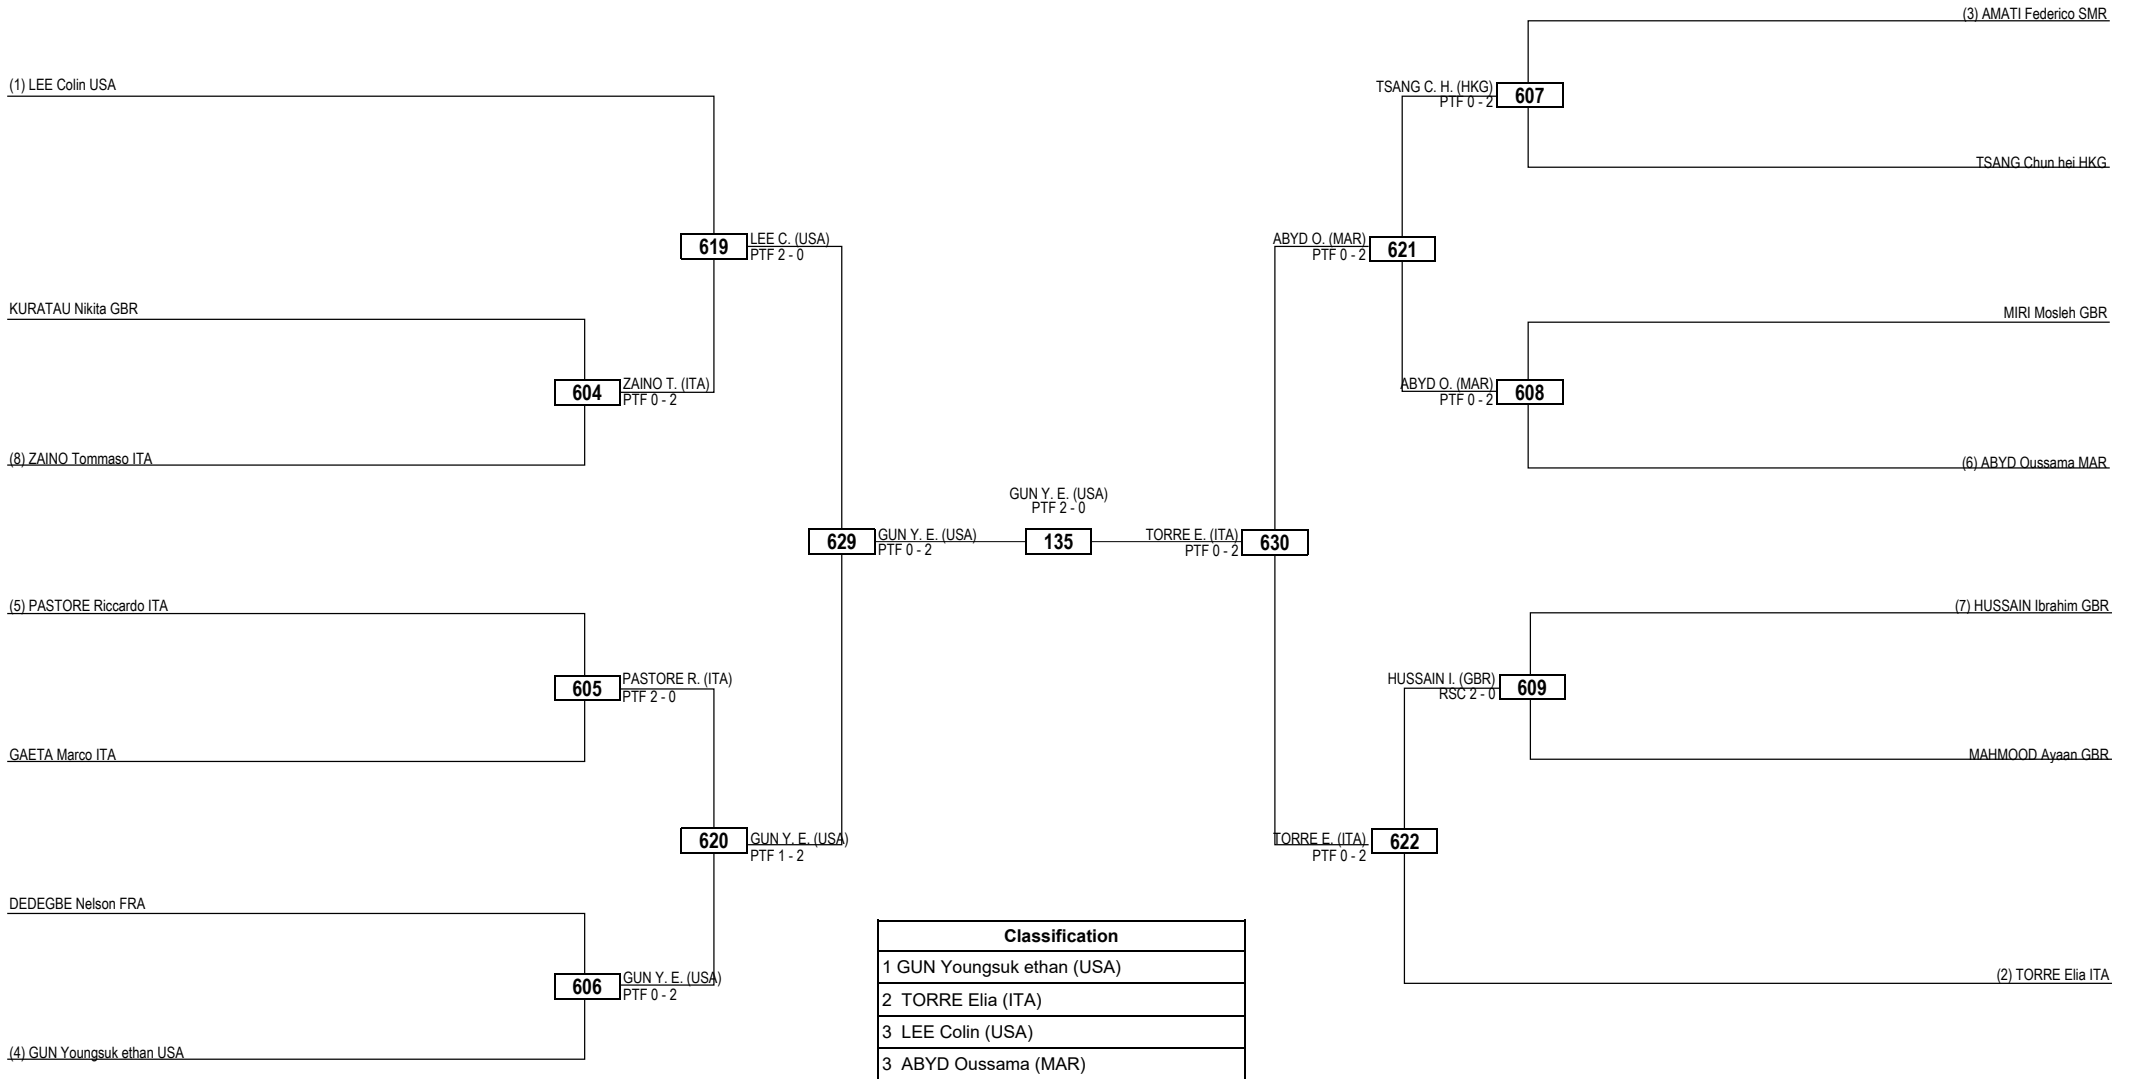 (3) AMATI Federico SMR
(1) LEE Colin USA
TSANG C. H. (HKG)
PTF 0 - 2
607
TSANG Chun hei HKG
619
LEE C. (USA)
PTF 2 - 0
ABYD O. (MAR)
PTF 0 - 2
621
KURATAU Nikita GBR
MIRI Mosleh GBR
604
ZAINO T. (ITA)
PTF 0 - 2
ABYD O. (MAR)
PTF 0 - 2
608
(8) ZAINO Tommaso ITA
(6) ABYD Oussama MAR
GUN Y. E. (USA)
PTF 2 - 0
629
GUN Y. E. (USA)
PTF 0 - 2
135
TORRE E. (ITA)
PTF 0 - 2
630
(5) PASTORE Riccardo ITA
(7) HUSSAIN Ibrahim GBR
605
PASTORE R. (ITA)
PTF 2 - 0
HUSSAIN I. (GBR)
RSC 2 - 0
609
GAETA Marco ITA
MAHMOOD Ayaan GBR
620
GUN Y. E. (USA)
PTF 1 - 2
TORRE E. (ITA)
PTF 0 - 2
622
DEDEGBE Nelson FRA
606
GUN Y. E. (USA)
PTF 0 - 2
(2) TORRE Elia ITA
(4) GUN Youngsuk ethan USA
Classification
1 GUN Youngsuk ethan (USA)
2 TORRE Elia (ITA)
3 LEE Colin (USA)
3 ABYD Oussama (MAR)